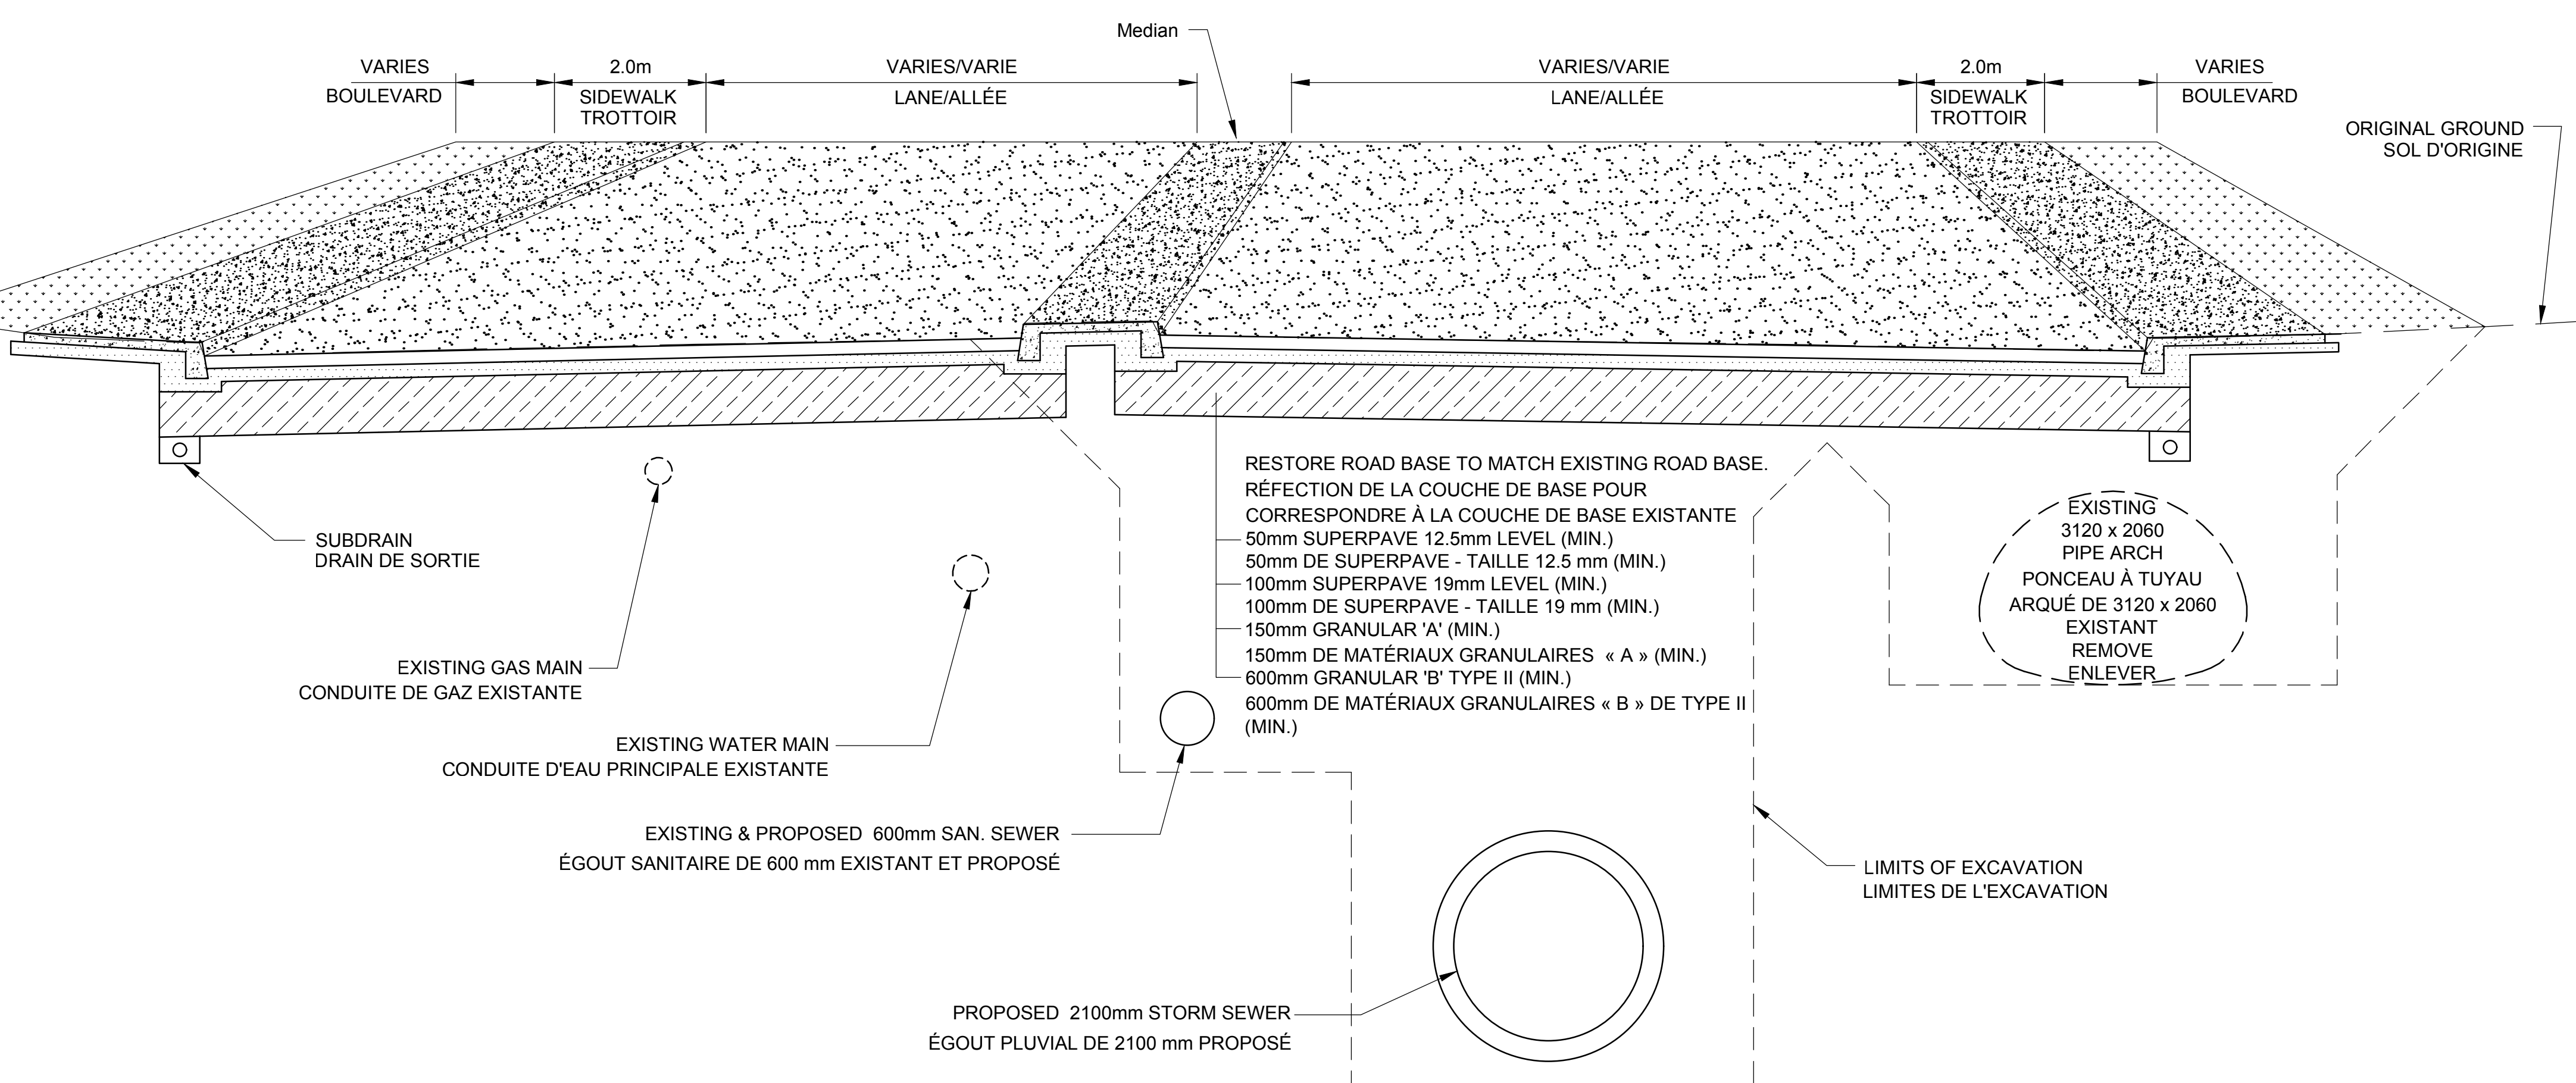 Median
VARIES
BOULEVARD
2.0m
SIDEWALK
TROTTOIR
VARIES/VARIE
LANE/ALLÉE
VARIES/VARIE
LANE/ALLÉE
2.0m
SIDEWALK
TROTTOIR
VARIES
BOULEVARD
ORIGINAL GROUND
SOL D'ORIGINE
RESTORE ROAD BASE TO MATCH EXISTING ROAD BASE.
RÉFECTION DE LA COUCHE DE BASE POUR
CORRESPONDRE À LA COUCHE DE BASE EXISTANTE
50mm SUPERPAVE 12.5mm LEVEL (MIN.)
50mm DE SUPERPAVE - TAILLE 12.5 mm (MIN.)
100mm SUPERPAVE 19mm LEVEL (MIN.)
100mm DE SUPERPAVE - TAILLE 19 mm (MIN.)
150mm GRANULAR 'A' (MIN.)
150mm DE MATÉRIAUX GRANULAIRES « A » (MIN.)
600mm GRANULAR 'B' TYPE II (MIN.)
600mm DE MATÉRIAUX GRANULAIRES « B » DE TYPE II
(MIN.)
EXISTING
3120 x 2060
PIPE ARCH
PONCEAU À TUYAU
ARQUÉ DE 3120 x 2060
EXISTANT
REMOVE
ENLEVER
SUBDRAIN
DRAIN DE SORTIE
EXISTING GAS MAIN
CONDUITE DE GAZ EXISTANTE
EXISTING WATER MAIN
CONDUITE D'EAU PRINCIPALE EXISTANTE
EXISTING & PROPOSED 600mm SAN. SEWER
ÉGOUT SANITAIRE DE 600 mm EXISTANT ET PROPOSÉ
LIMITS OF EXCAVATION
LIMITES DE L'EXCAVATION
PROPOSED 2100mm STORM SEWER
ÉGOUT PLUVIAL DE 2100 mm PROPOSÉ